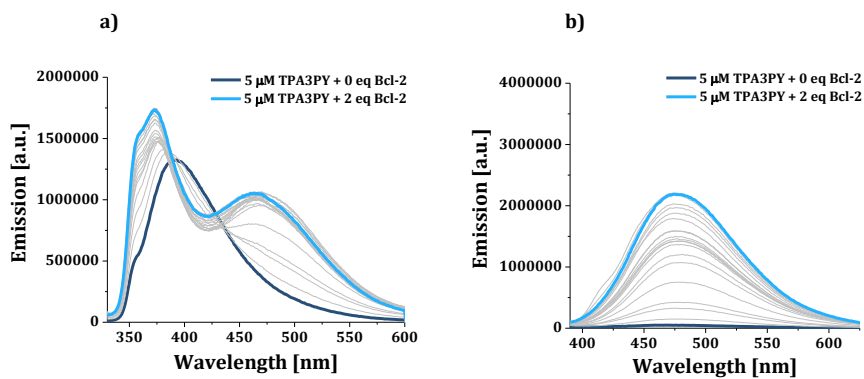 a)
b)
5 μM TPA3PY + 0 eq Bcl-2
5 μM TPA3PY + 2 eq Bcl-2
2000000
1500000
1000000
500000
0
Emission [a.u.]
350
400
450
500
550
600
Wavelength [nm]
5 μM TPA3PY + 0 eq Bcl-2
5 μM TPA3PY + 2 eq Bcl-2
4000000
3000000
2000000
1000000
0
Emission [a.u.]
400
450
500
550
600
Wavelength [nm]